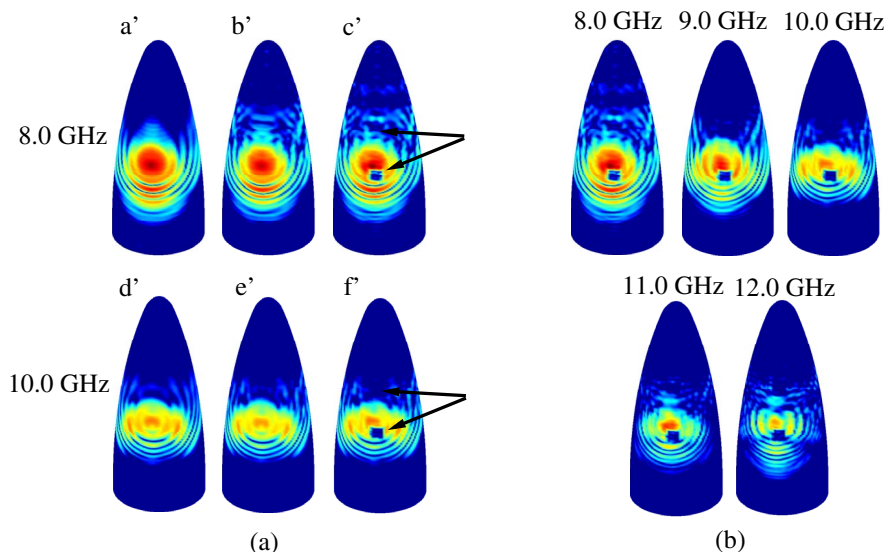 a’ b’ c’
8.0 GHz
d’ e’ f’
10.0 GHz
(a)
8.0 GHz 9.0 GHz 10.0 GHz
11.0 GHz 12.0 GHz
(b)